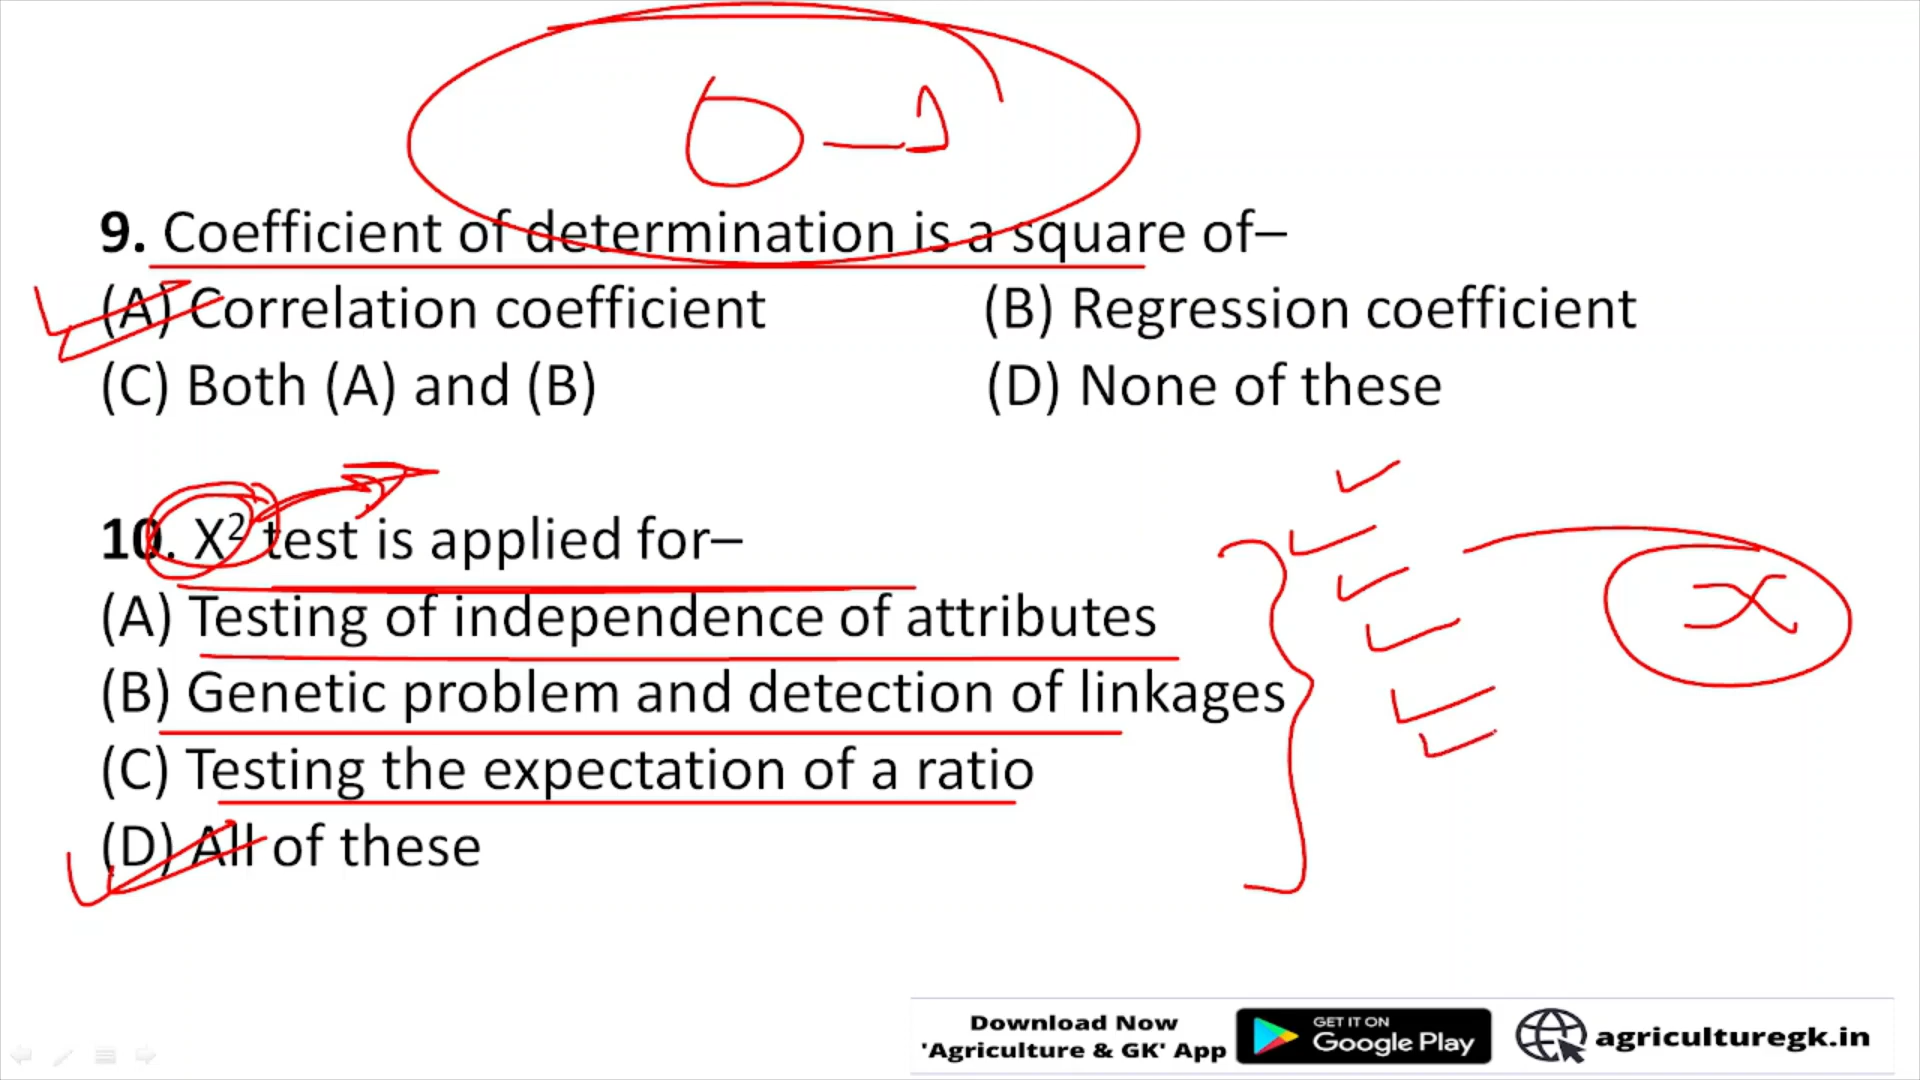 0-1
9. Coefficient of determination is a square of–
(A) Correlation coefficient (B) Regression coefficient
(C) Both (A) and (B) (D) None of these
10. X² test is applied for–
(A) Testing of independence of attributes
(B) Genetic problem and detection of linkages
(C) Testing the expectation of a ratio
(D) All of these
x
Download Now
'Agriculture & GK' App
GET IT ON
Google Play
agriculturegk.in